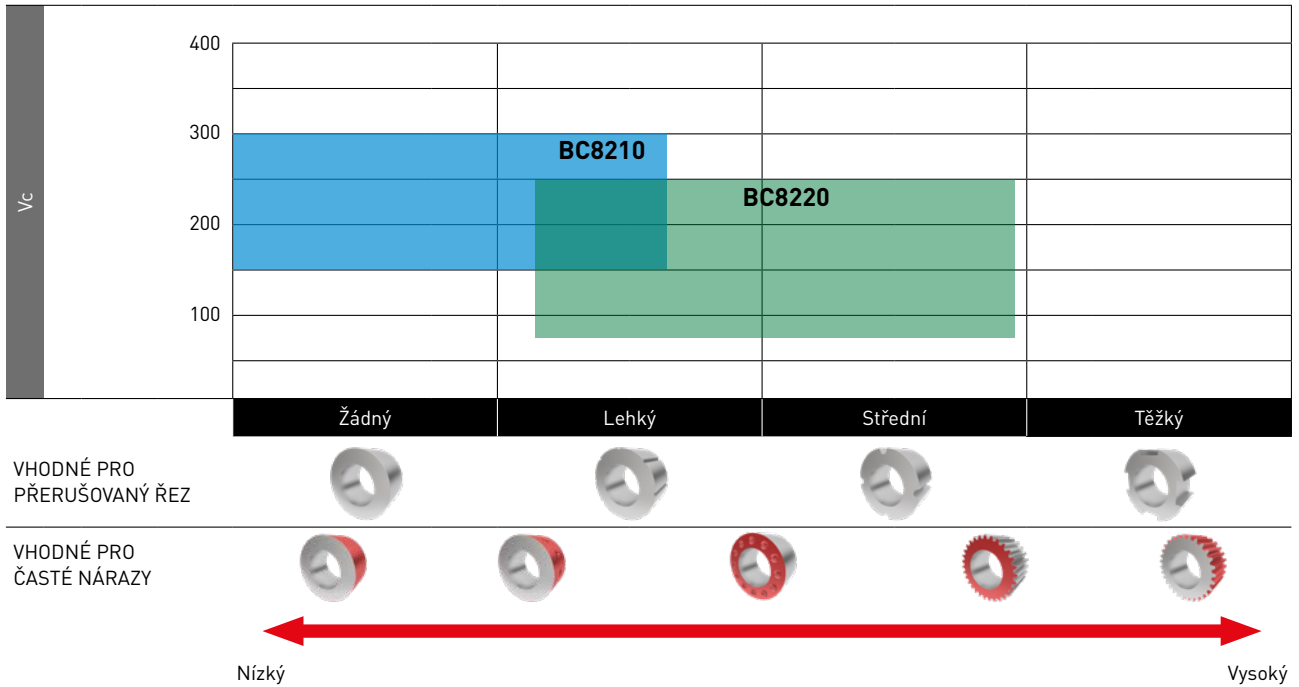 Vc
400
300
200
100
BC8210
BC8220
Žádný
Lehký
Střední
Těžký
VHODNÉ PRO
PŘERUŠOVANÝ ŘEZ
VHODNÉ PRO
ČASTÉ NÁRAZY
Nízký
Vysoký